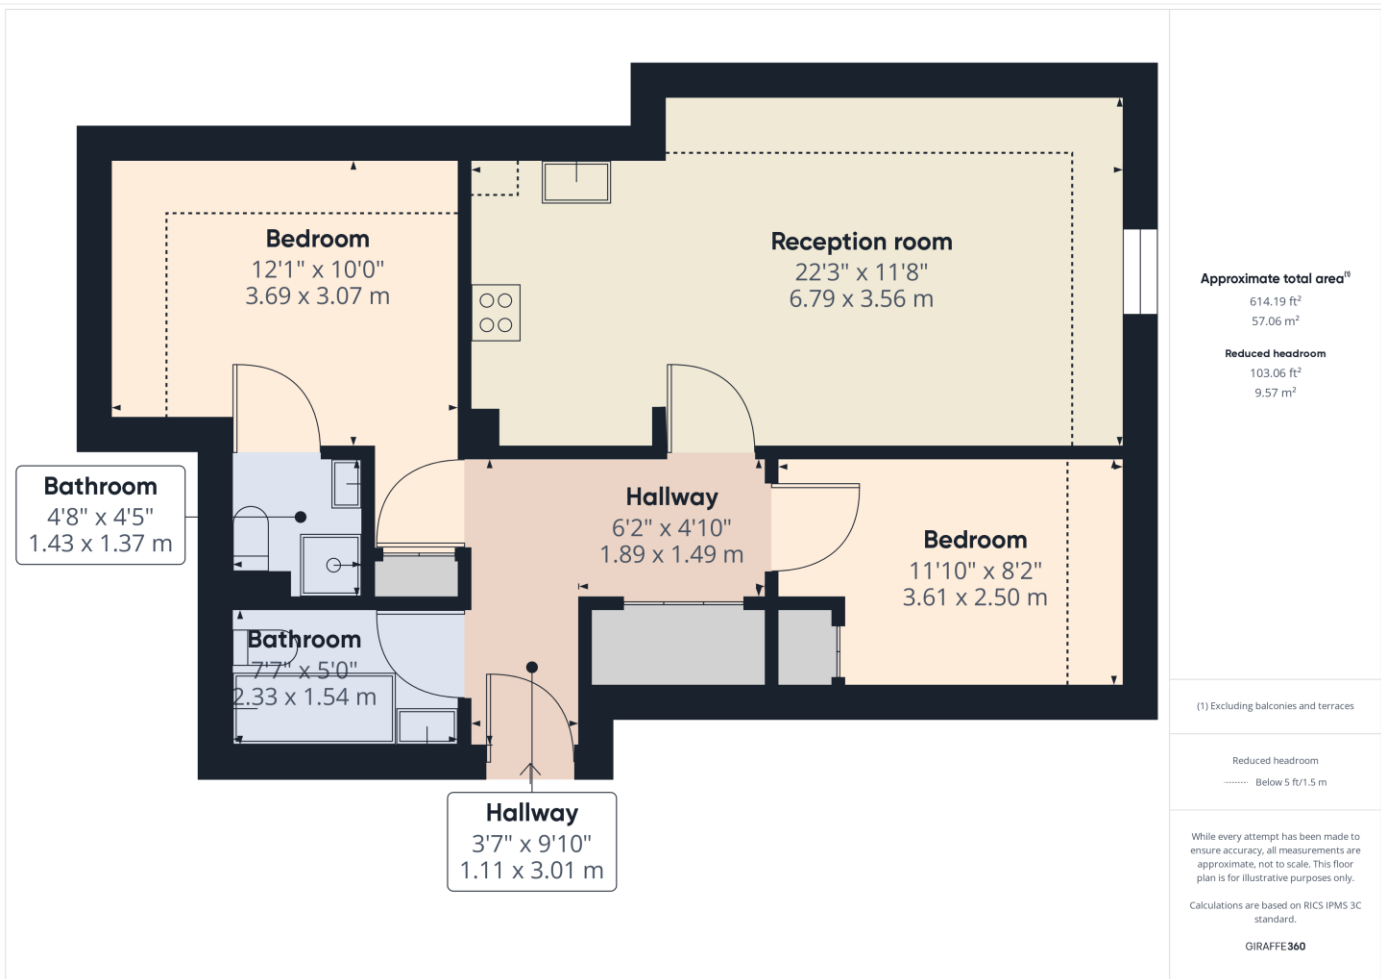 Bedroom
12'1" x 10'0"
3.69 x 3.07 m
Reception room
22'3" x 11'8"
6.79 x 3.56 m
Bathroom
4'8" x 4'5"
1.43 x 1.37 m
Hallway
6'2" x 4'10"
1.89 x 1.49 m
Bedroom
11'10" x 8'2"
3.61 x 2.50 m
Bathroom
7'7" x 5'0"
2.33 x 1.54 m
Hallway
3'7" x 9'10"
1.11 x 3.01 m
Approximate total area(1)
614.19 ft²
57.06 m²
Reduced headroom
103.06 ft²
9.57 m²
(1) Excluding balconies and terraces
Reduced headroom
Below 5 ft/1.5 m
While every attempt has been made to
ensure accuracy, all measurements are
approximate, not to scale. This floor
plan is for illustrative purposes only.
Calculations are based on RICS IPMS 3C
standard.
GIRAFFE360